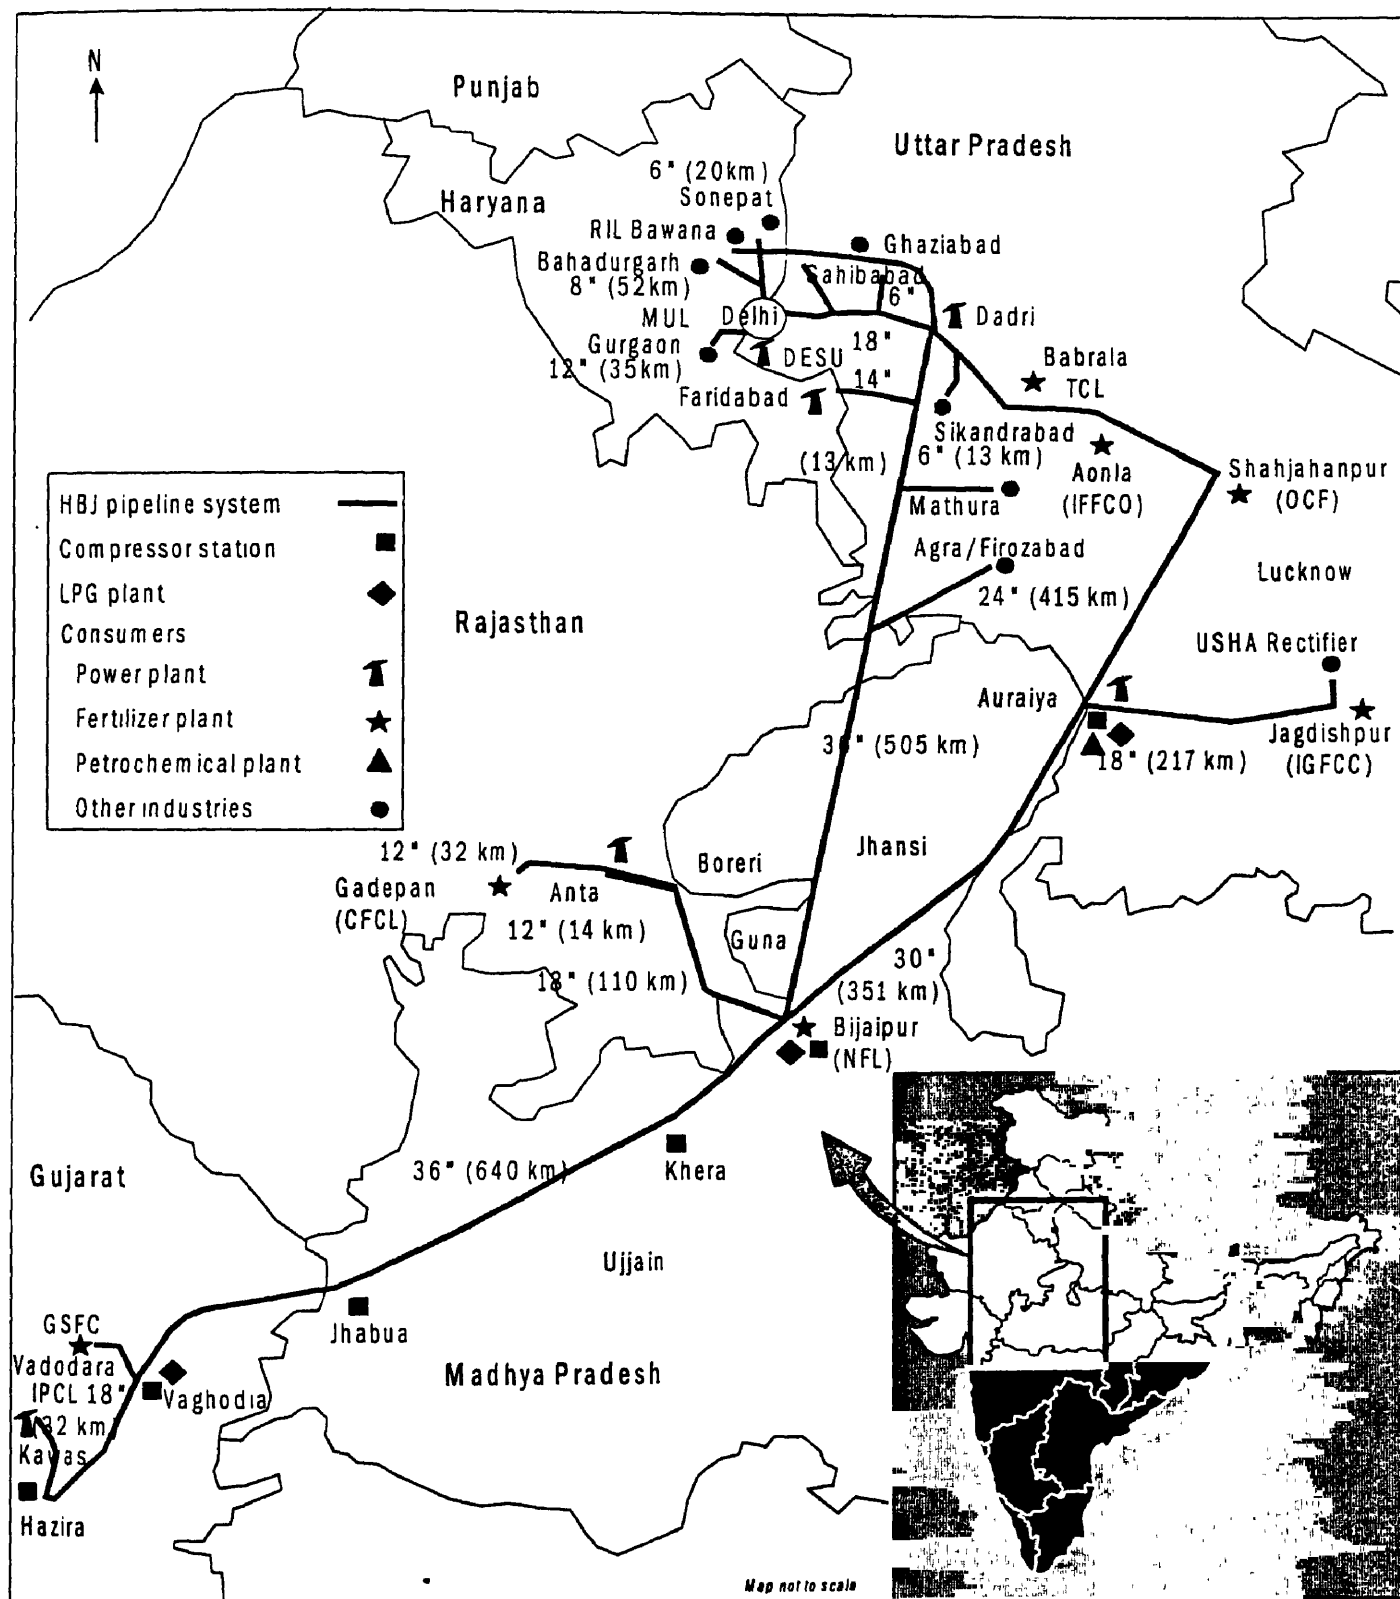 N
Punjab
Uttar Pradesh
6" (20km)
Sonepat
Haryana
RIL Bawana
Ghaziabad
Bahadurgarh
Sahibabad
8" (52km)
6"
MUL
Delhi
Dadri
Gurgaon
DESU
18"
12" (35km)
14"
Babrala
TCL
Faridabad
Sikandrabad
(13 km)
6" (13 km)
Aonla
(IFFCO)
Shahjahanpur
(OCF)
Mathura
Agra/Firozabad
24" (415 km)
Lucknow
HBJ pipeline system
Compressor station
LPG plant
Consumers
Power plant
Fertilizer plant
Petrochemical plant
Other industries
Rajasthan
USHA Rectifier
Auraiya
36" (505 km)
Jagdishpur
(IGFCC)
18" (217 km)
12" (32 km)
Gadepan
(CFCL)
Anta
Boreri
Jhansi
12" (14 km)
Guna
18" (110 km)
30"
(351 km)
Bijaipur
(NFL)
Gujarat
36" (640 km)
Khera
Ujjain
GSFC
Jhabua
Vadodara
Madhya Pradesh
IPCL 18"
Vaghodia
(32 km)
Kawas
Hazira
Map not to scale